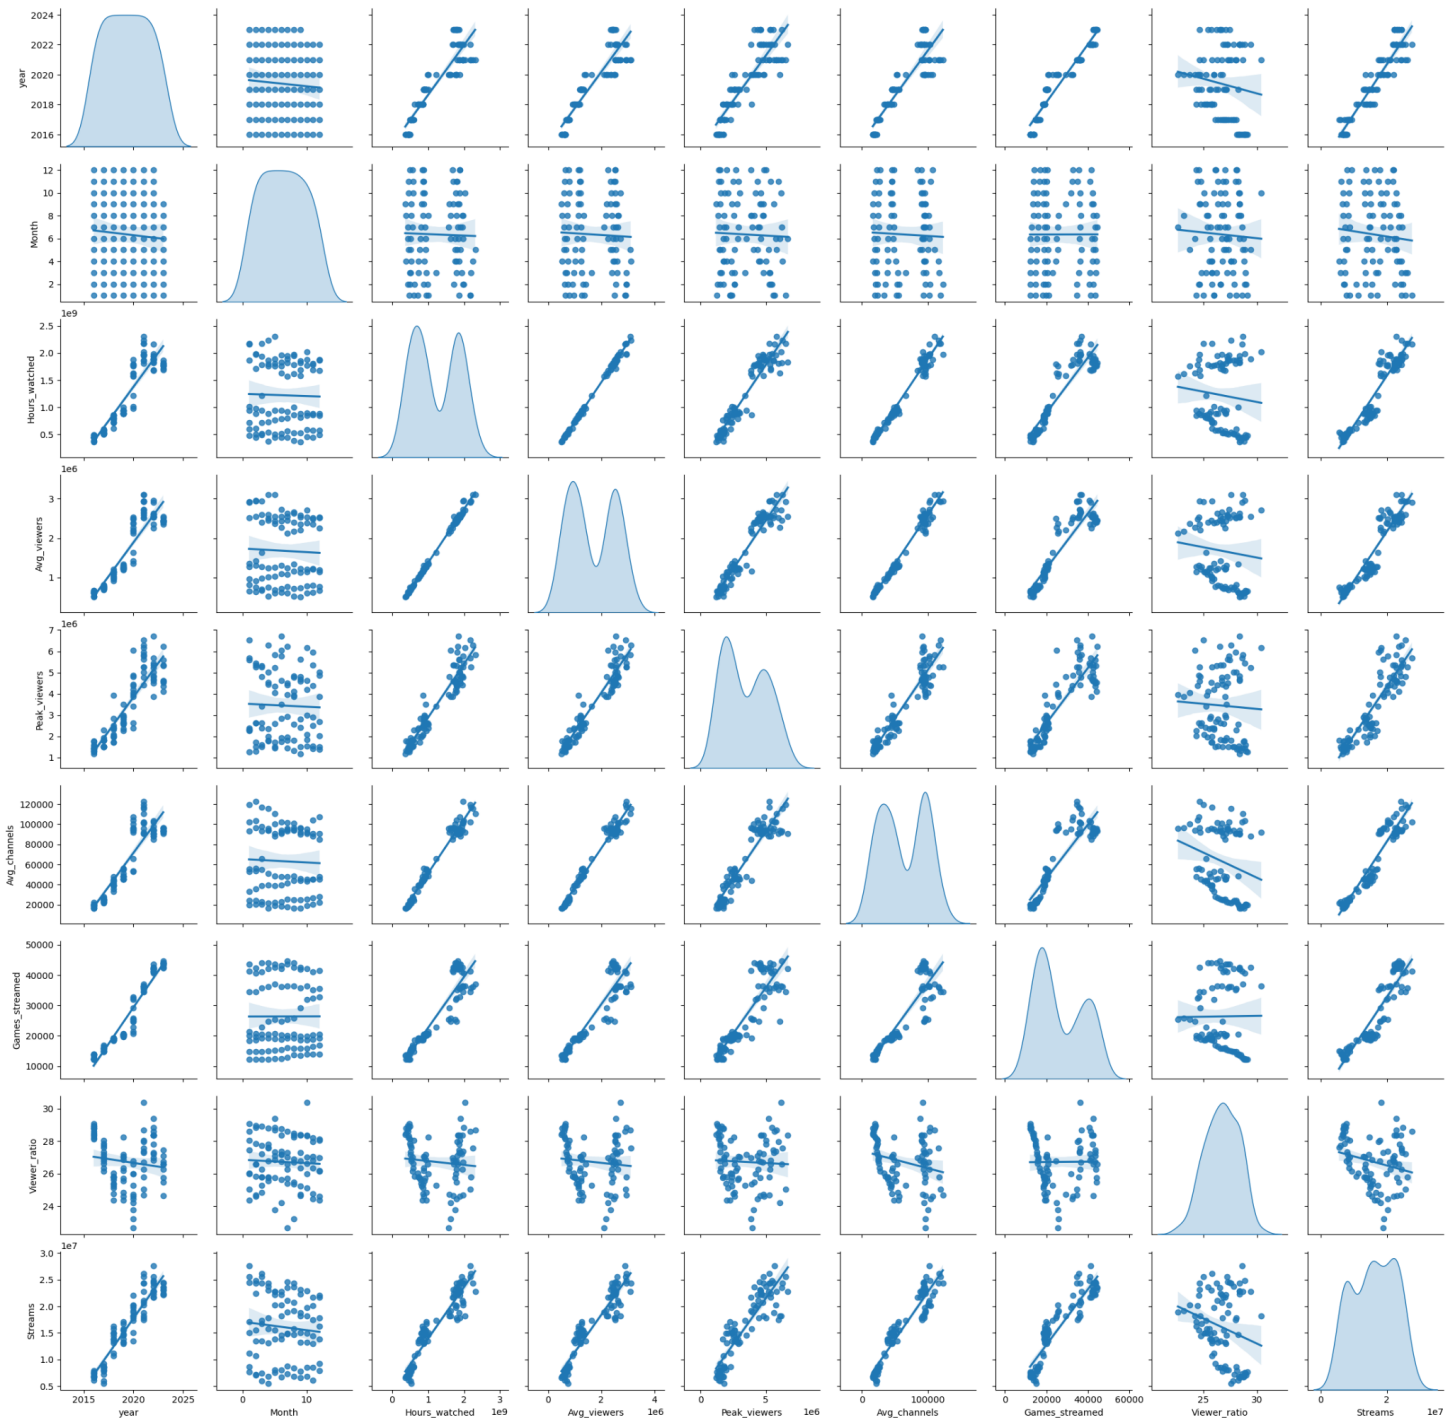 2024
2022
2020
2018
2016
year
12
10
8
6
4
2
Month
1e9
2.5
2.0
1.5
1.0
0.5
Hours_watched
1e6
3
2
1
Avg_viewers
1e6
7
6
5
4
3
2
1
Peak_viewers
120000
100000
80000
60000
40000
20000
Avg_channels
50000
40000
30000
20000
10000
Games_streamed
30
28
26
24
Viewer_ratio
1e7
3.0
2.5
2.0
1.5
1.0
0.5
Streams
2015 2020 2025 0 10 0 1 2 3 0 2 4 0 5 0 100000 0 20000 40000 60000 25 30 0 2
1e9 1e6 1e6 1e7
year Month Hours_watched Avg_viewers Peak_viewers Avg_channels Games_streamed Viewer_ratio Streams